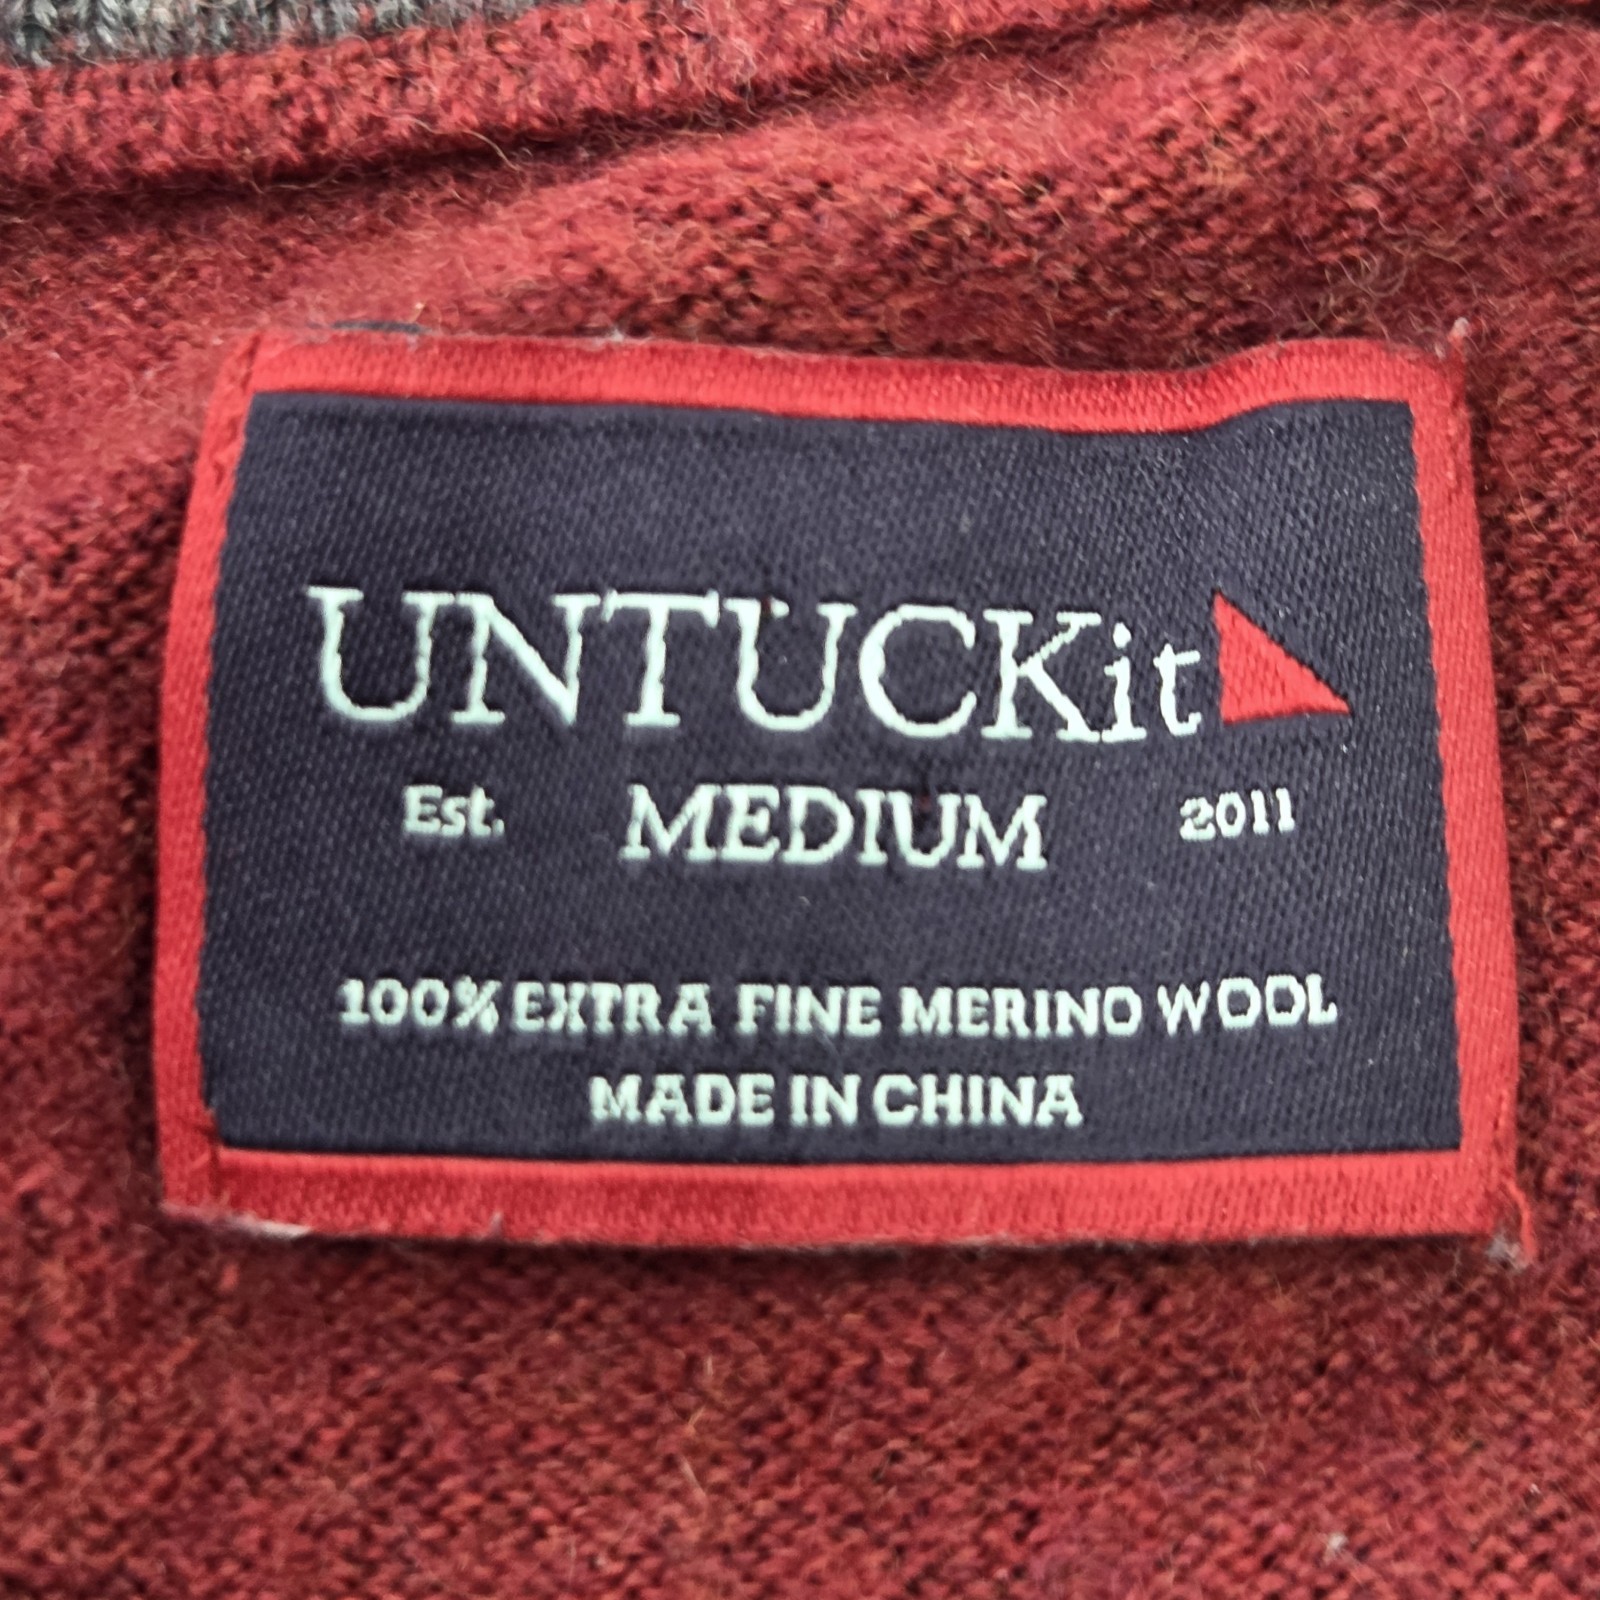 UNTUCKit
Est. MEDIUM 2011
100% EXTRA FINE MERINO WOOL
MADE IN CHINA